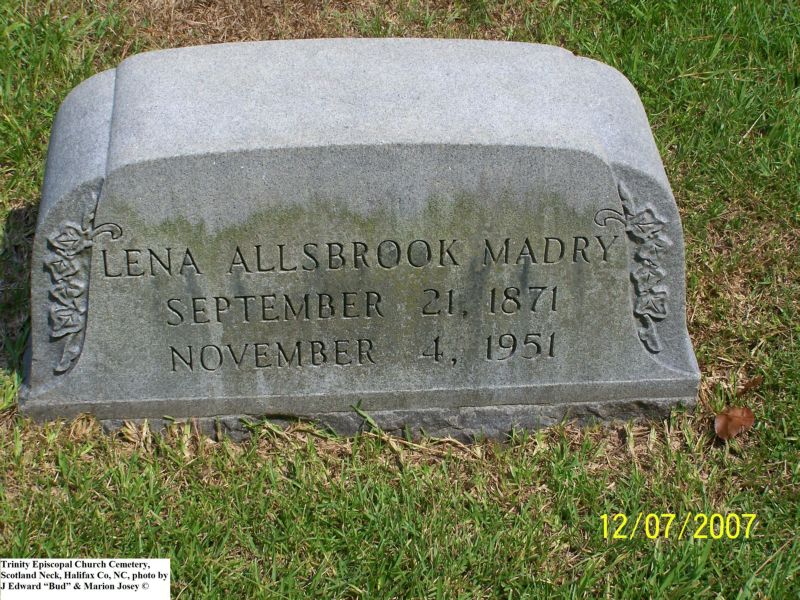 LENA ALLSBROOK MADRY
SEPTEMBER 21, 1871
NOVEMBER 4, 1951
12/07/2007
Trinity Episcopal Church Cemetery,
Scotland Neck, Halifax Co, NC, photo by
J Edward “Bud” & Marion Josey ©